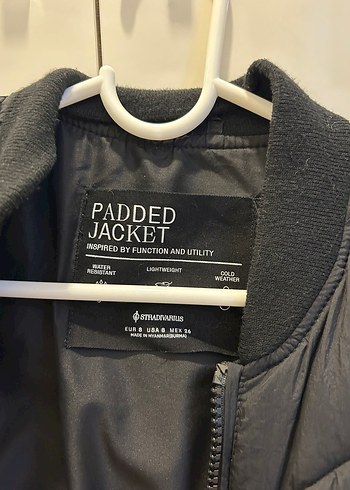 PADDED
JACKET
INSPIRED BY FUNCTION AND UTILITY
WATER RESISTANT
LIGHTWEIGHT
COLD WEATHER
STRADIVARIUS
EUR S USA S MEX 26
MADE IN MYANMAR(BURMA)